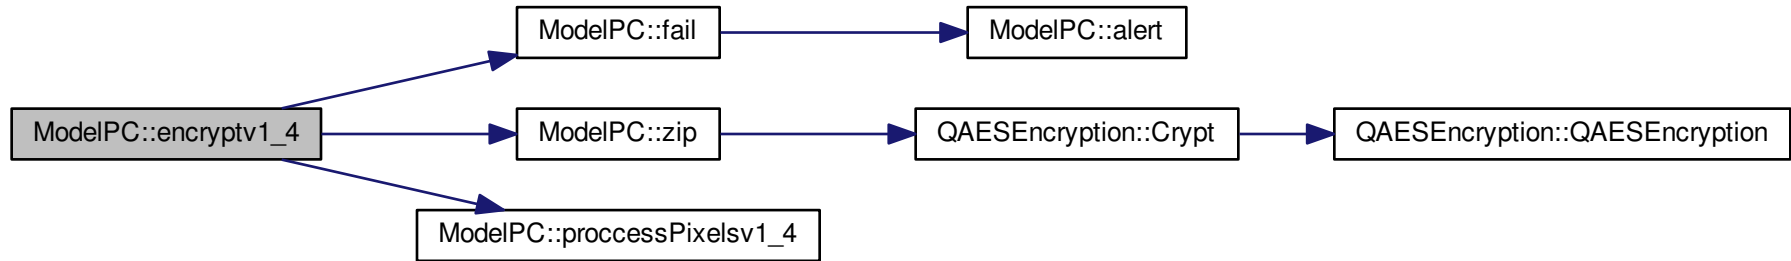 ModelPC::fail
ModelPC::alert
ModelPC::encryptv1_4
ModelPC::zip
QAESEncryption::Crypt
QAESEncryption::QAESEncryption
ModelPC::proccessPixelsv1_4